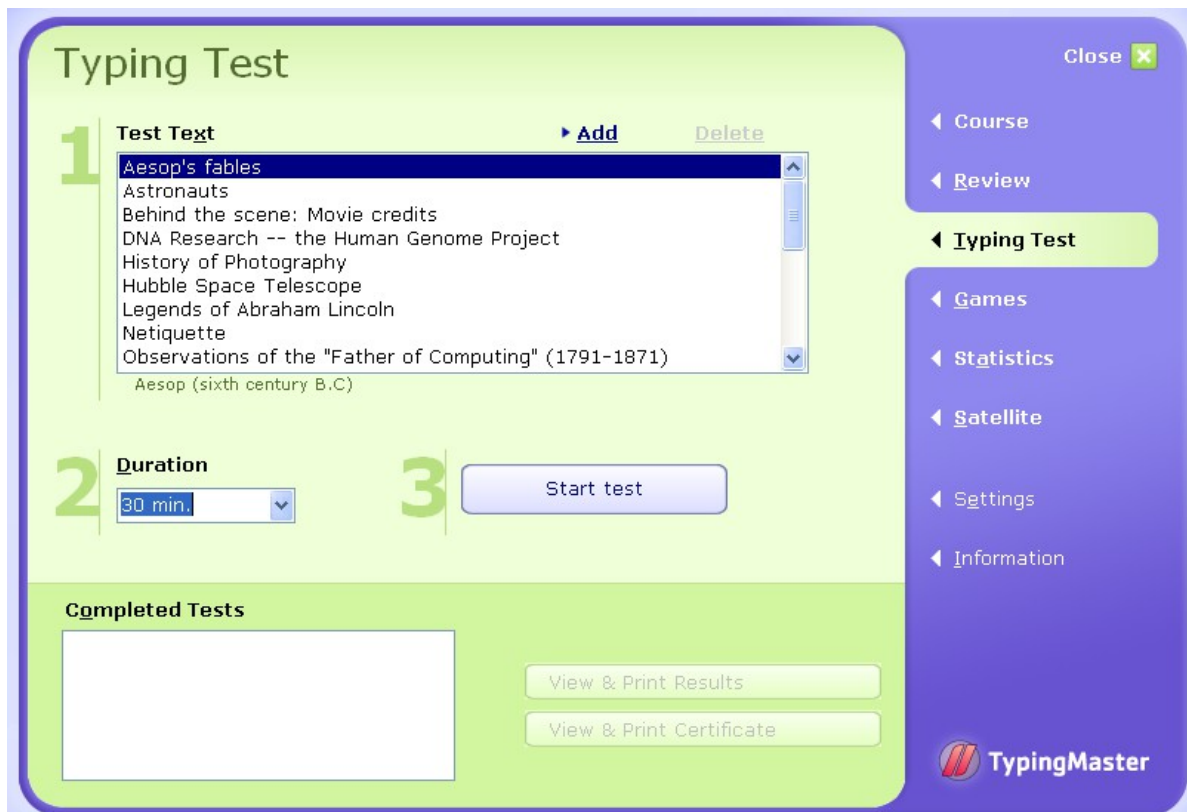 Typing Test
Close
1
Test Text
Add
Delete
Aesop's fables
Astronauts
Behind the scene: Movie credits
DNA Research -- the Human Genome Project
History of Photography
Hubble Space Telescope
Legends of Abraham Lincoln
Netiquette
Observations of the "Father of Computing" (1791-1871)
Aesop (sixth century B.C)
2
Duration
30 min.
3
Start test
Completed Tests
View & Print Results
View & Print Certificate
Course
Review
Typing Test
Games
Statistics
Satellite
Settings
Information
TypingMaster